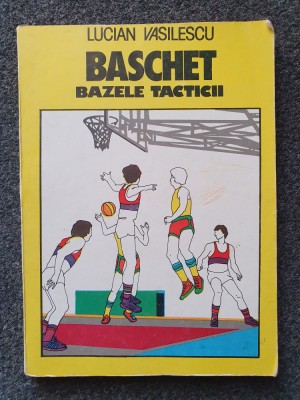 LUCIAN VASILESCU
BASCHET
BAZELE TACTICII